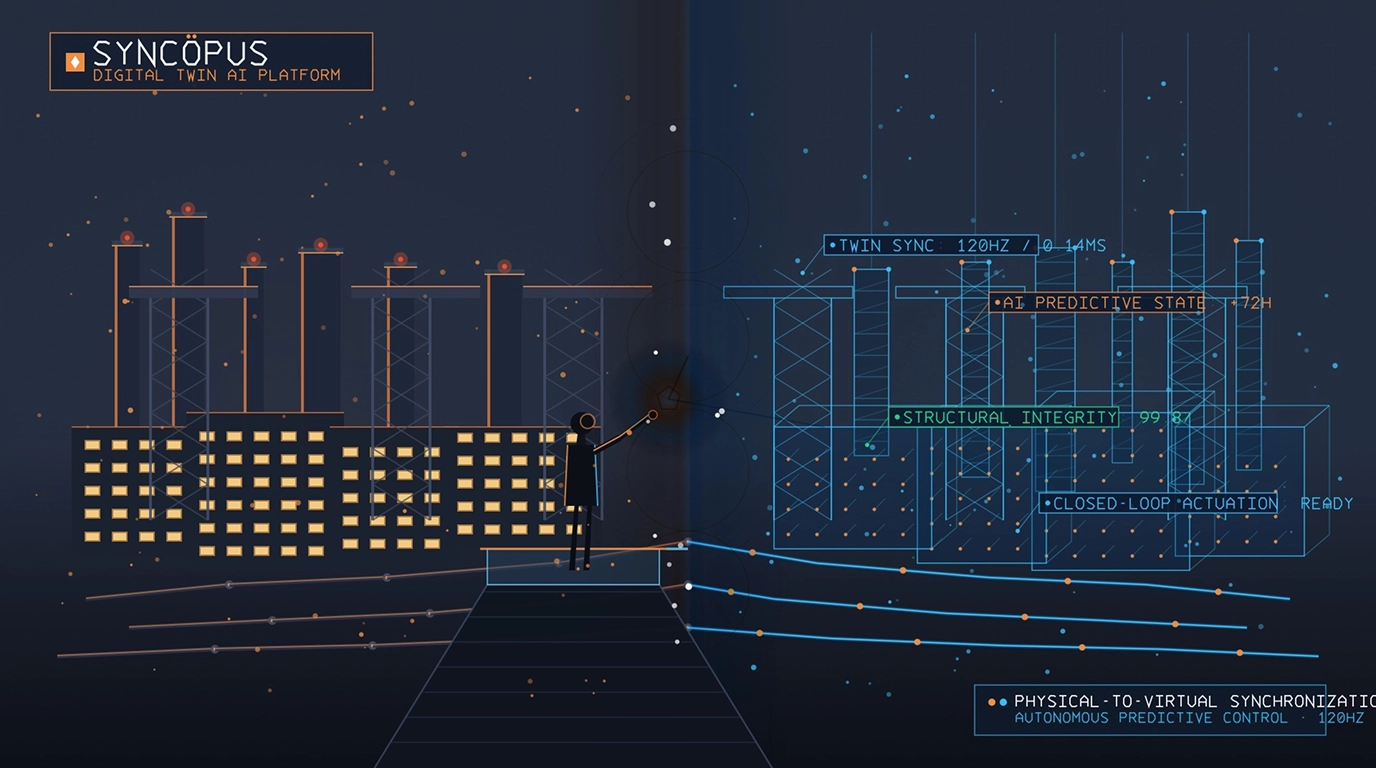 SYNCÖPUS
DIGITAL TWIN AI PLATFORM
TWIN SYNC: 120HZ / 0.14MS
AI PREDICTIVE STATE +72H
STRUCTURAL INTEGRITY 99.87
CLOSED-LOOP ACTUATION READY
PHYSICAL-TO-VIRTUAL SYNCHRONIZATIO
AUTONOMOUS PREDICTIVE CONTROL · 120HZ